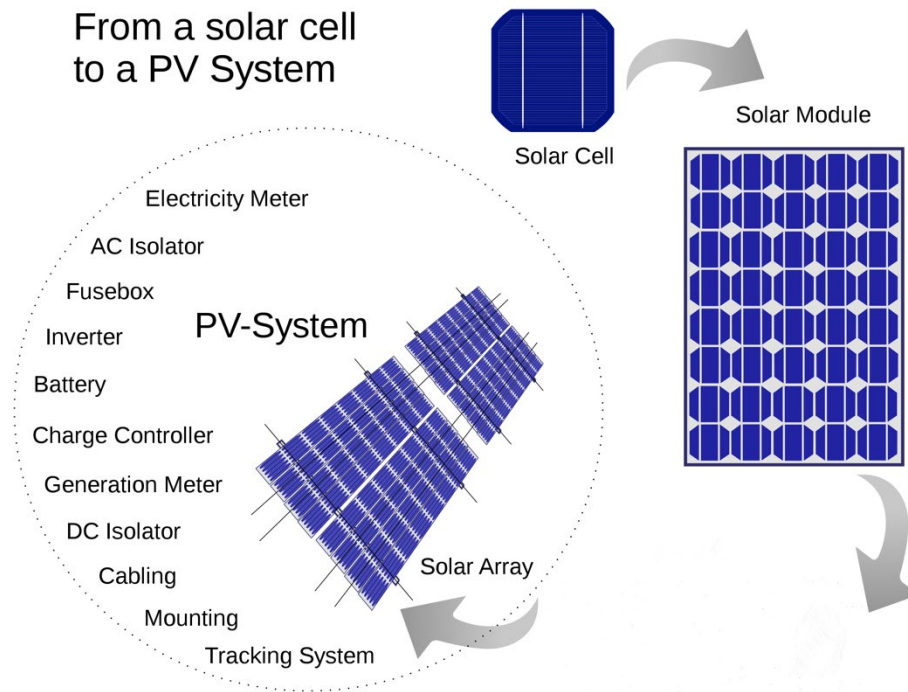 From a solar cell
to a PV System
Solar Cell
Solar Module
Electricity Meter
AC Isolator
Fusebox
Inverter
PV-System
Battery
Charge Controller
Generation Meter
DC Isolator
Cabling
Mounting
Tracking System
Solar Array